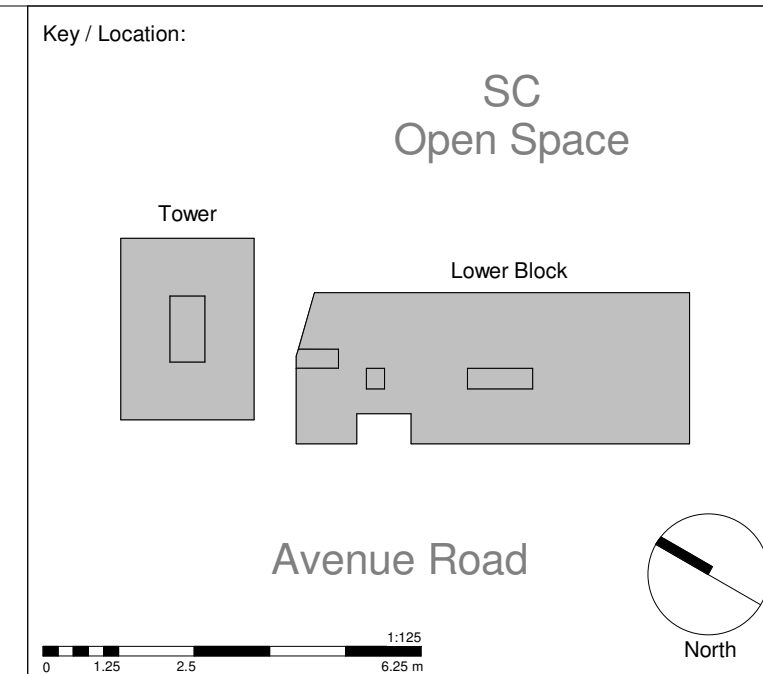 Key / Location:
SC
Open Space
Tower
Lower Block
Avenue Road
1:125
0 1.25 2.5 6.25 m
North